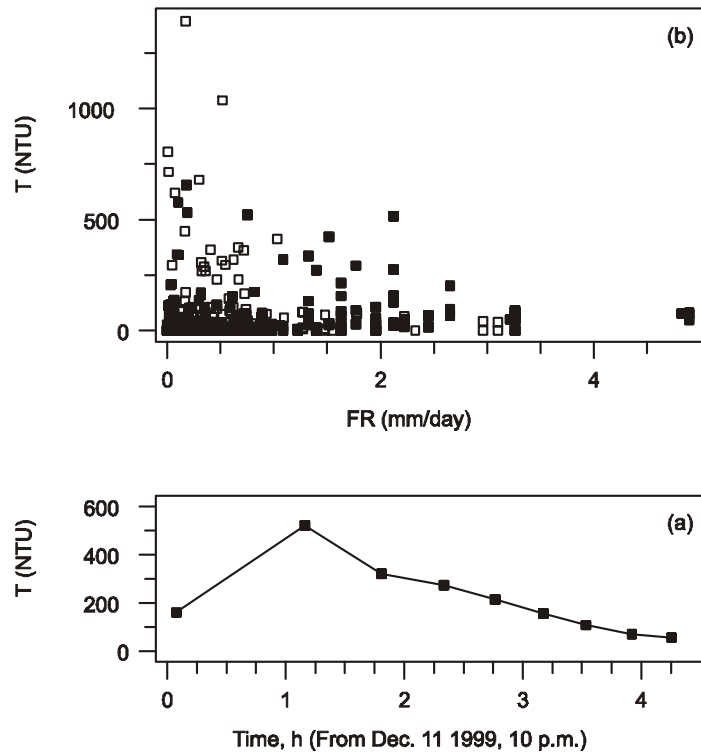 (b)
T (NTU)
1000
500
0
0 2 4
FR (mm/day)
(a)
T (NTU)
600
400
200
0
0 1 2 3 4
Time, h (From Dec. 11 1999, 10 p.m.)